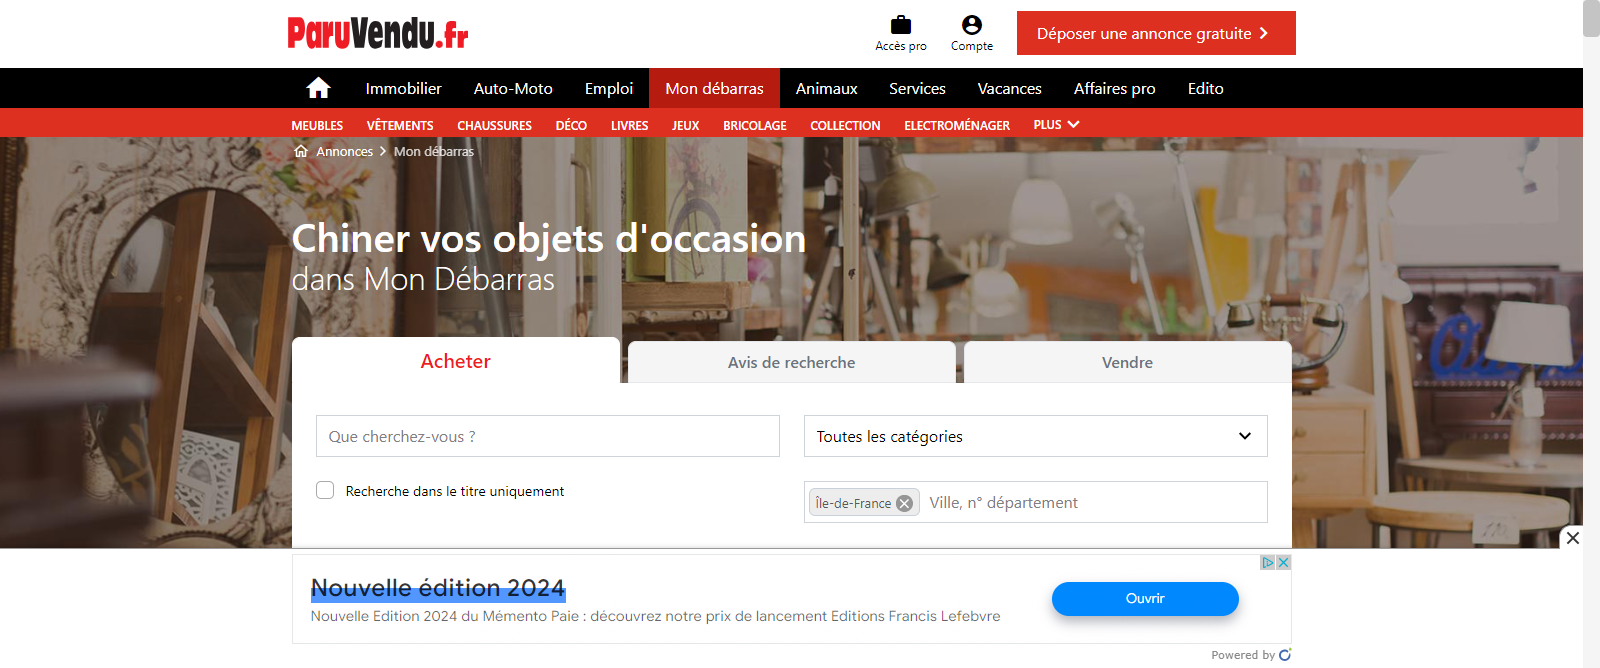 ParuVendu.fr
Accès pro
Compte
Déposer une annonce gratuite
Immobilier Auto-Moto Emploi Mon débarras Animaux Services Vacances Affaires pro Edito
MEUBLES VÊTEMENTS CHAUSSURES DÉCO LIVRES JEUX BRICOLAGE COLLECTION ELECTROMÉNAGER PLUS
Annonces Mon débarras
Chiner vos objets d'occasion
dans Mon Débarras
Acheter Avis de recherche Vendre
Que cherchez-vous ?
Toutes les catégories
Recherche dans le titre uniquement
Île-de-France Ville, n° département
Nouvelle édition 2024
Nouvelle Edition 2024 du Mémento Paie : découvrez notre prix de lancement Editions Francis Lefebvre
Ouvrir
Powered by